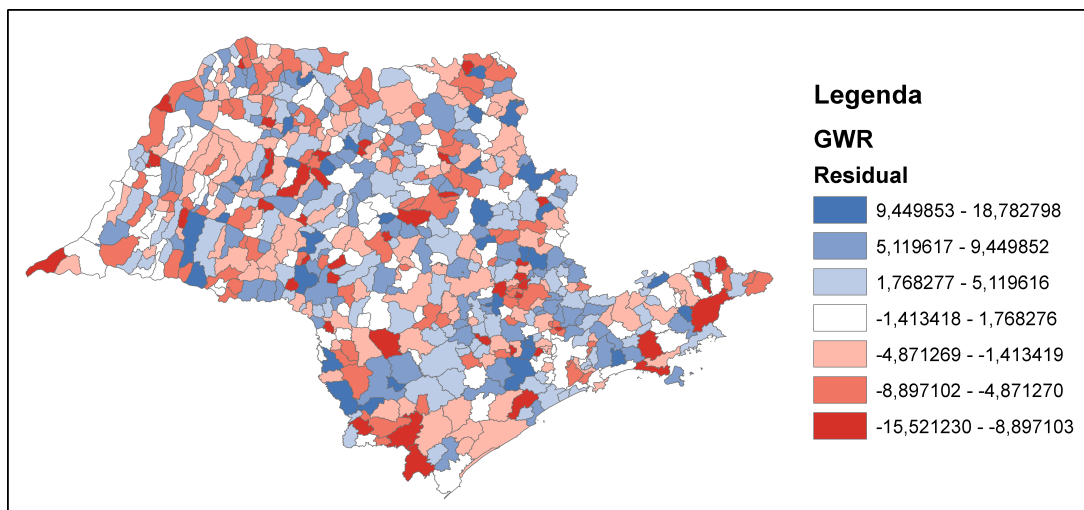 Legenda
GWR
Residual
9,449853 - 18,782798
5,119617 - 9,449852
1,768277 - 5,119616
-1,413418 - 1,768276
-4,871269 - -1,413419
-8,897102 - -4,871270
-15,521230 - -8,897103